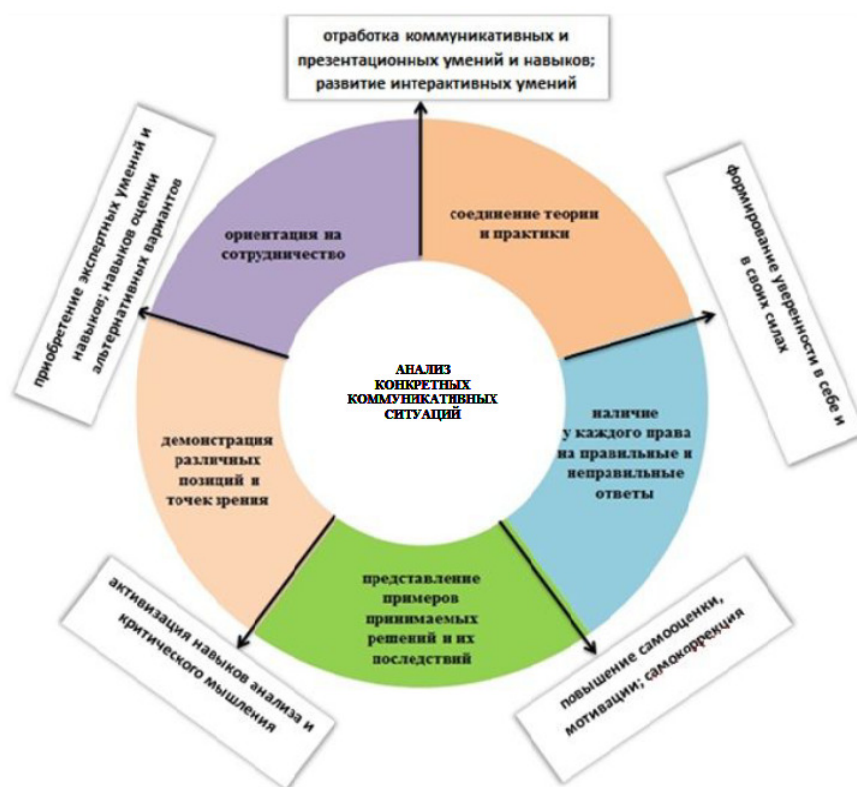 отработка коммуникативных и
презентационных умений и навыков;
развитие интерактивных умений
приобретение экспертных умений и
навыков; навыков оценки
альтернативных вариантов
ориентация на
сотрудничество
соединение теории
и практики
формирование уверенности в себе и
в своих силах
АНАЛИЗ
КОНКРЕТНЫХ
КОММУНИКАТИВНЫХ
СИТУАЦИЙ
демонстрация
различных
позиций и
точек зрения
наличие
у каждого права
на правильные и
неправильные
ответы
представление
примеров
принимаемых
решений и их
последствий
активизация навыков анализа и
критического мышления
повышение самооценки,
мотивации; самокоррекция